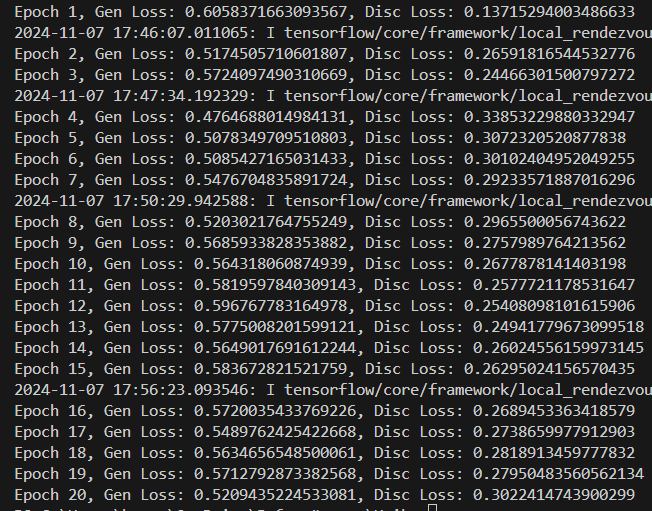 Epoch 1, Gen Loss: 0.6058371663093567, Disc Loss: 0.13715294003486633
2024-11-07 17:46:07.011065: I tensorflow/core/framework/local_rendezvou
Epoch 2, Gen Loss: 0.5174505710601807, Disc Loss: 0.26591816544532776
Epoch 3, Gen Loss: 0.5724097490310669, Disc Loss: 0.24466301500797272
2024-11-07 17:47:34.192329: I tensorflow/core/framework/local_rendezvou
Epoch 4, Gen Loss: 0.4764688014984131, Disc Loss: 0.33853229880332947
Epoch 5, Gen Loss: 0.5078349709510803, Disc Loss: 0.3072320520877838
Epoch 6, Gen Loss: 0.5085427165031433, Disc Loss: 0.30102404952049255
Epoch 7, Gen Loss: 0.5476704835891724, Disc Loss: 0.29233571887016296
2024-11-07 17:50:29.942588: I tensorflow/core/framework/local_rendezvou
Epoch 8, Gen Loss: 0.5203021764755249, Disc Loss: 0.2965500056743622
Epoch 9, Gen Loss: 0.5685933828353882, Disc Loss: 0.2757989764213562
Epoch 10, Gen Loss: 0.564318060874939, Disc Loss: 0.2677878141403198
Epoch 11, Gen Loss: 0.5819597840309143, Disc Loss: 0.2577721178531647
Epoch 12, Gen Loss: 0.596767783164978, Disc Loss: 0.25408098101615906
Epoch 13, Gen Loss: 0.5775008201599121, Disc Loss: 0.24941779673099518
Epoch 14, Gen Loss: 0.5649017691612244, Disc Loss: 0.26024556159973145
Epoch 15, Gen Loss: 0.583672821521759, Disc Loss: 0.26295024156570435
2024-11-07 17:56:23.093546: I tensorflow/core/framework/local_rendezvou
Epoch 16, Gen Loss: 0.5720035433769226, Disc Loss: 0.2689453363418579
Epoch 17, Gen Loss: 0.5489762425422668, Disc Loss: 0.2738659977912903
Epoch 18, Gen Loss: 0.5634656548500061, Disc Loss: 0.2818913459777832
Epoch 19, Gen Loss: 0.5712792873382568, Disc Loss: 0.27950483560562134
Epoch 20, Gen Loss: 0.5209435224533081, Disc Loss: 0.3022414743900299